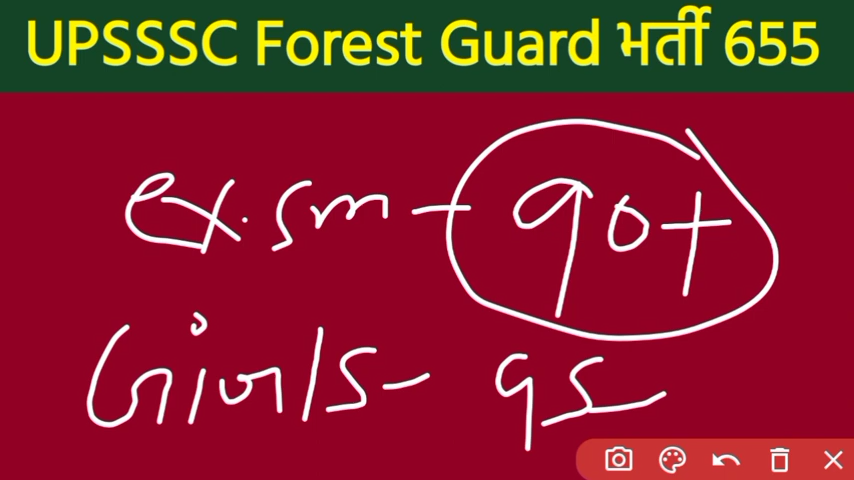 UPSSSC Forest Guard भर्ती 655
ex.sm - 90+
Girls - 95